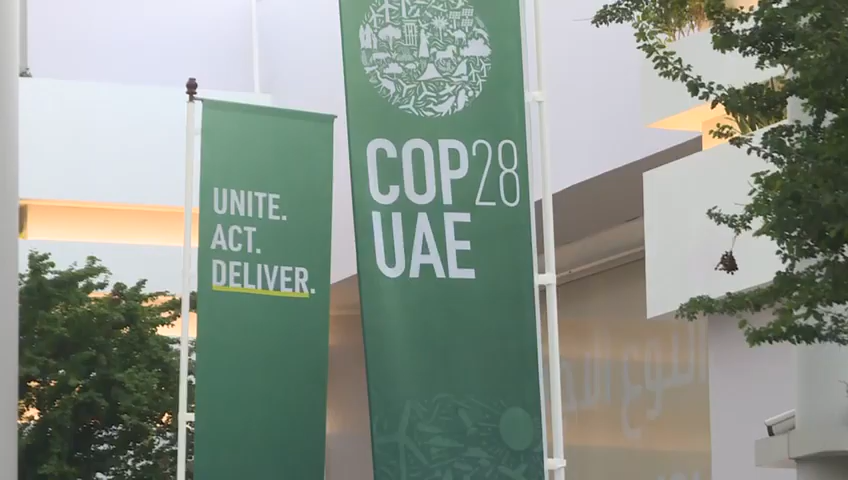 UNITE.
ACT.
DELIVER.
COP28
UAE